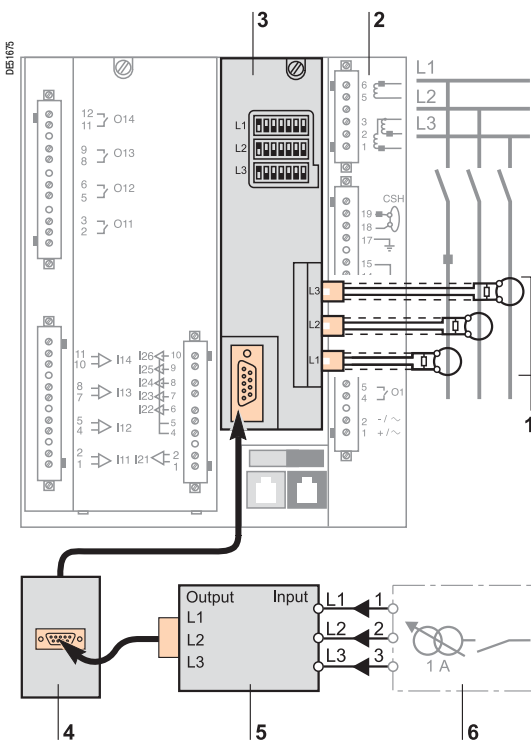 3
2
DE51675
L1
L2
L3
12
11
O14
9
8
O13
6
5
O12
3
2
O11
L1
L2
L3
6
5
3
2
1
CSH
19
18
17
15
L3
L2
L1
1
11
10
I14
8
7
I13
5
4
I12
2
1
I11
I26
10
I25
9
I24
8
I23
7
I22
6
5
4
I21
2
1
5
4
O1
2
- / ~
1
+ / ~
Output
Input
L1
L2
L3
L1
1
L2
2
L3
3
1 A
4
5
6